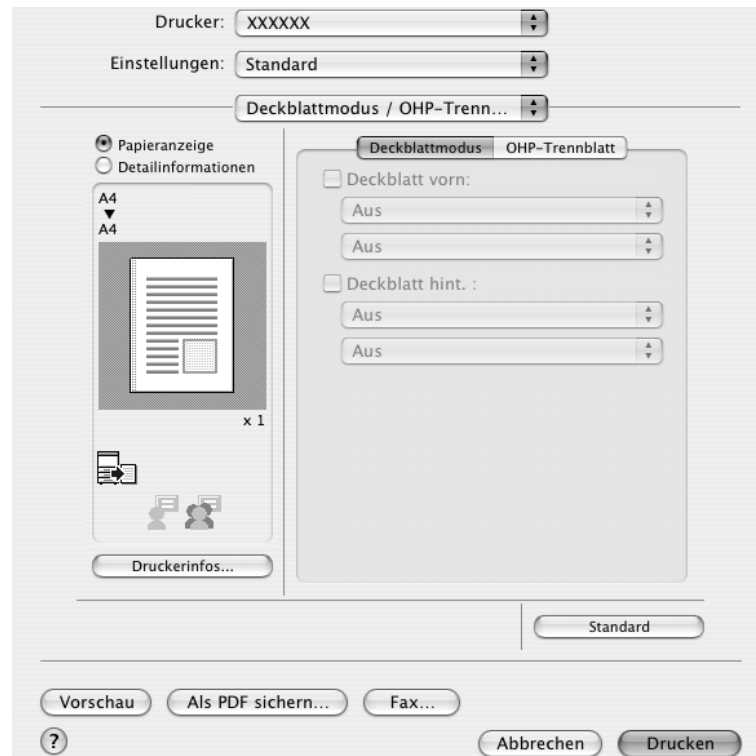 Drucker: XXXXXX
Einstellungen: Standard
Deckblattmodus / OHP-Trenn...
Papieranzeige
Detailinformationen
A4
A4
x 1
Druckerinfos...
Deckblattmodus OHP-Trennblatt
Deckblatt vorn:
Aus
Aus
Deckblatt hint. :
Aus
Aus
Standard
Vorschau Als PDF sichern... Fax...
? Abbrechen Drucken